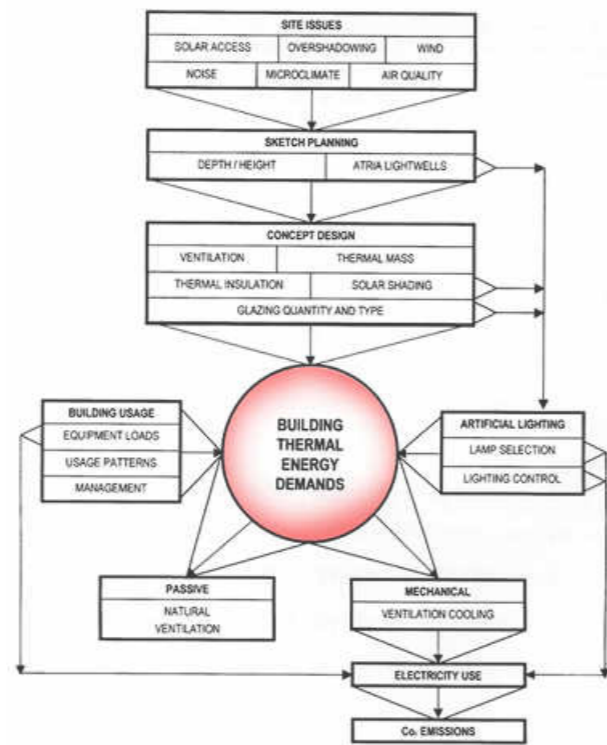 SITE ISSUES
SOLAR ACCESS OVERSHADOWING WIND
NOISE MICROCLIMATE AIR QUALITY
SKETCH PLANNING
DEPTH / HEIGHT ATRIA LIGHTWELLS
CONCEPT DESIGN
VENTILATION THERMAL MASS
THERMAL INSULATION SOLAR SHADING
GLAZING QUANTITY AND TYPE
BUILDING USAGE
EQUIPMENT LOADS
USAGE PATTERNS
MANAGEMENT
BUILDING
THERMAL
ENERGY
DEMANDS
ARTIFICIAL LIGHTING
LAMP SELECTION
LIGHTING CONTROL
PASSIVE
NATURAL
VENTILATION
MECHANICAL
VENTILATION COOLING
ELECTRICITY USE
Co₂ EMISSIONS